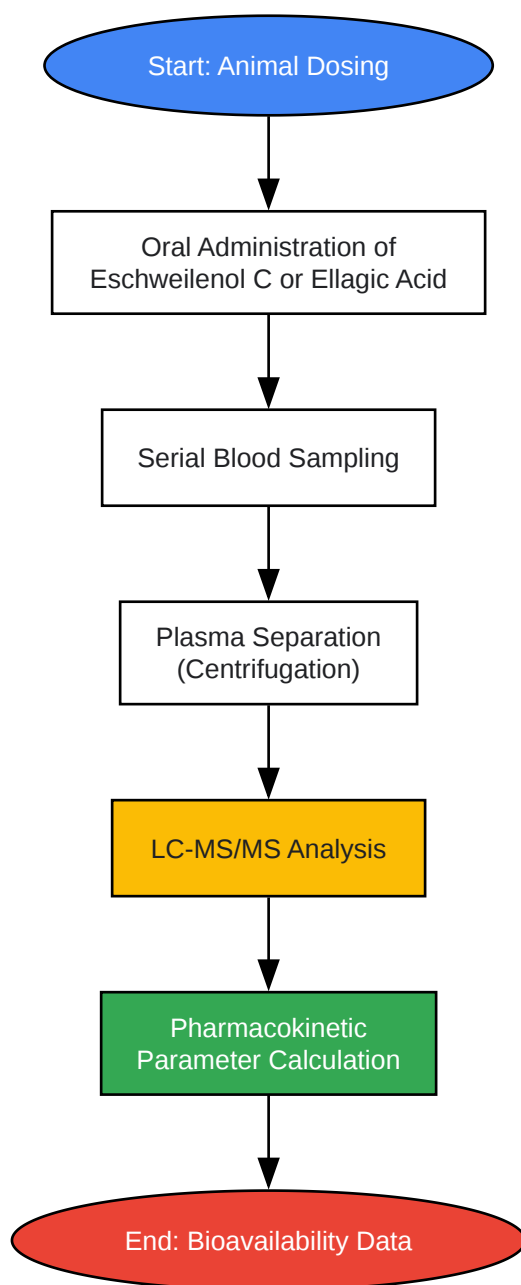 Start: Animal Dosing
Oral Administration of
Eschweilenol C or Ellagic Acid
Serial Blood Sampling
Plasma Separation
(Centrifugation)
LC-MS/MS Analysis
Pharmacokinetic
Parameter Calculation
End: Bioavailability Data